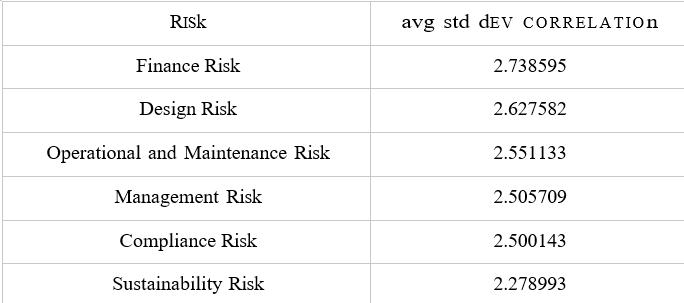 RISk avg std dEV CORRELATIOn
Finance Risk 2.738595
Design Risk 2.627582
Operational and Maintenance Risk 2.551133
Management Risk 2.505709
Compliance Risk 2.500143
Sustainability Risk 2.278993